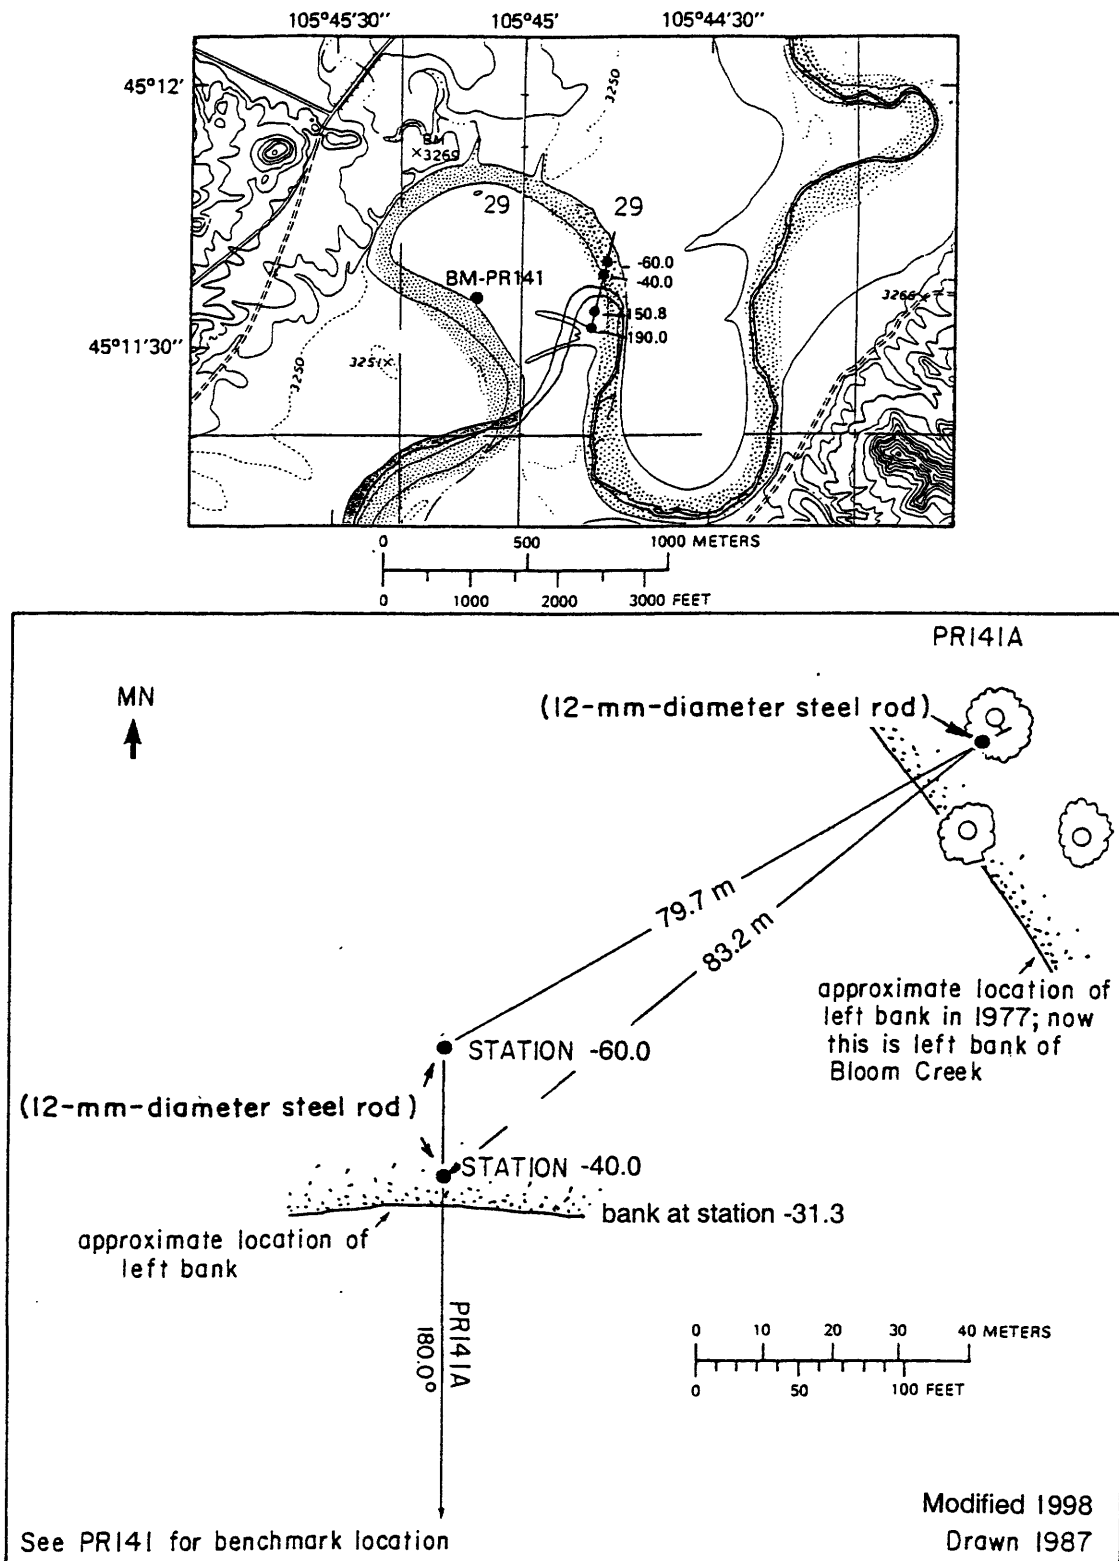 105°45'30"
105°45'
105°44'30"
45°12'
3250
BM
×3269
29
29
-60.0
-40.0
BM-PR141
3266
150.8
190.0
45°11'30"
3251×
3250
0 500 1000 METERS
0 1000 2000 3000 FEET
PR141A
MN
(12-mm-diameter steel rod)
79.7 m
83.2 m
approximate location of
left bank in 1977; now
this is left bank of
Bloom Creek
STATION -60.0
(12-mm-diameter steel rod)
STATION -40.0
bank at station -31.3
approximate location of
left bank
PR141A
180.0°
0 10 20 30 40 METERS
0 50 100 FEET
Modified 1998
See PR141 for benchmark location
Drawn 1987